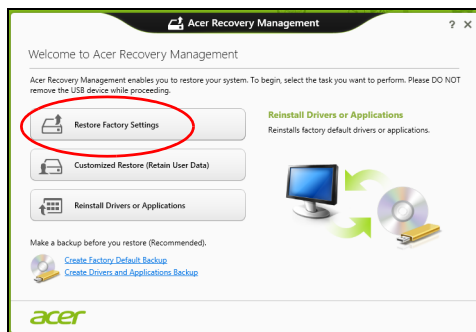 Acer Recovery Management
? ×
Welcome to Acer Recovery Management
Acer Recovery Management enables you to restore your system. To begin, select the task you want to perform. Please DO NOT
remove the USB device while proceeding.
Restore Factory Settings
Customized Restore (Retain User Data)
Reinstall Drivers or Applications
Reinstall Drivers or Applications
Reinstalls factory default drivers or applications.
Make a backup before you restore (Recommended).
Create Factory Default Backup
Create Drivers and Applications Backup
acer